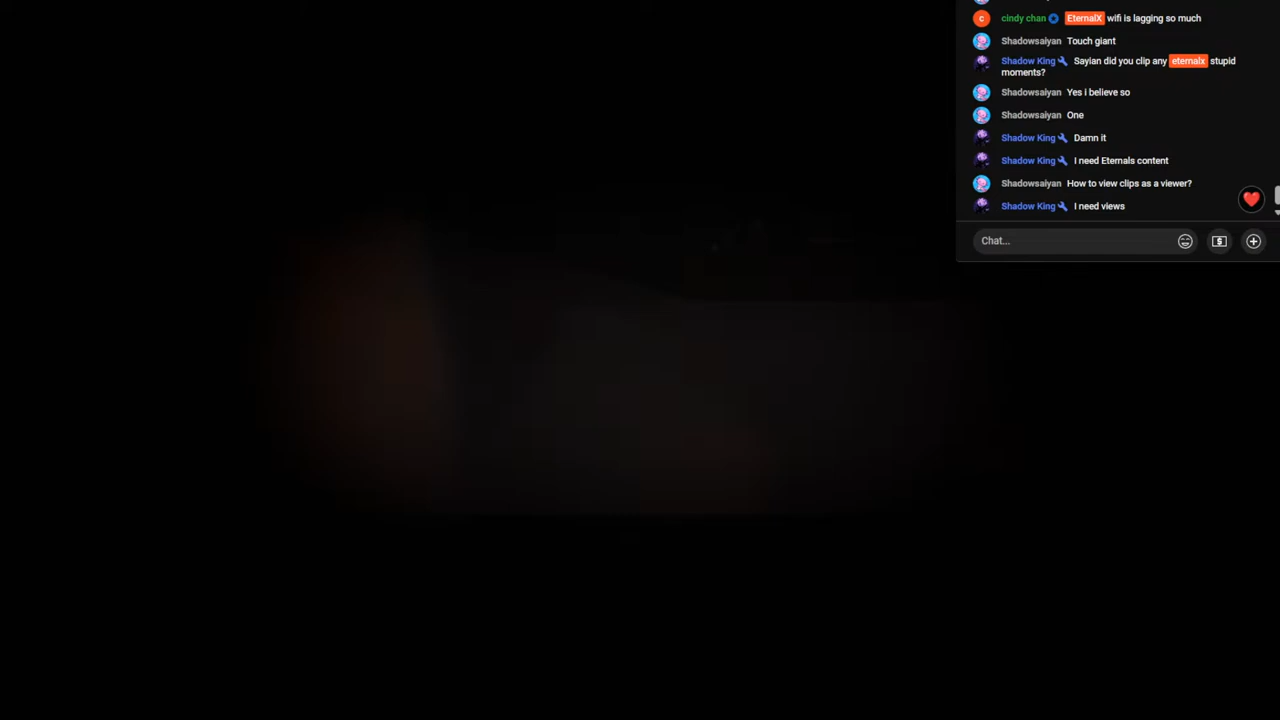 cindy chan EternalX wifi is lagging so much
Shadowsaiyan Touch giant
Shadow King Sayian did you clip any eternalx stupid
moments?
Shadowsaiyan Yes i believe so
Shadowsaiyan One
Shadow King Damn it
Shadow King I need Eternals content
Shadowsaiyan How to view clips as a viewer?
Shadow King I need views
Chat...